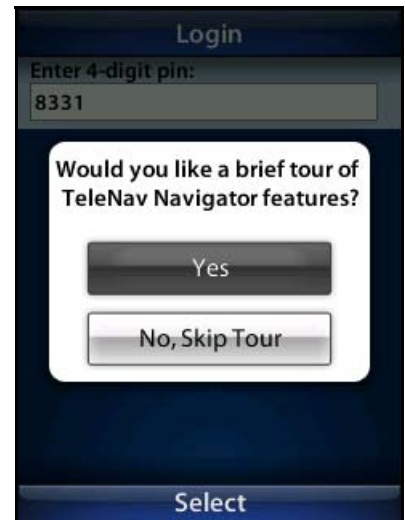 Login
Enter 4-digit pin:
8331
Would you like a brief tour of
TeleNav Navigator features?
Yes
No, Skip Tour
Select